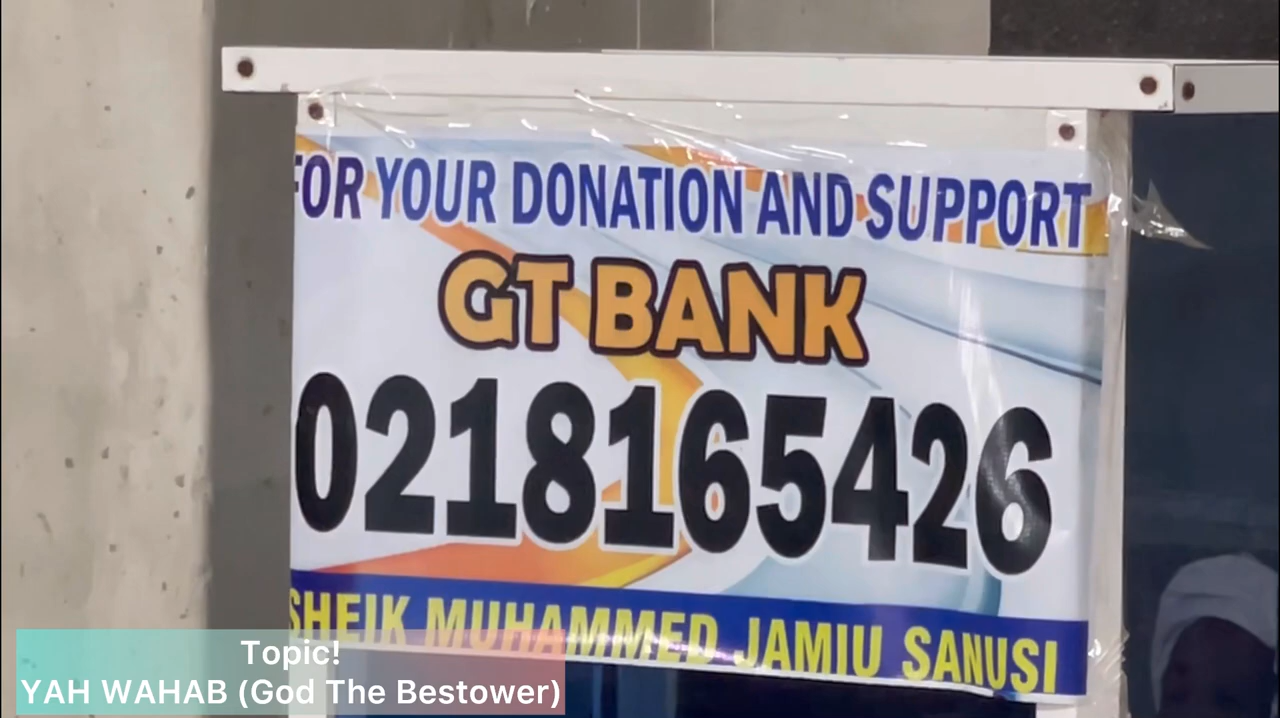 FOR YOUR DONATION AND SUPPORT
GT BANK
0218165426
SHEIK MUHAMMED JAMIU SANUSI
Topic!
YAH WAHAB (God The Bestower)